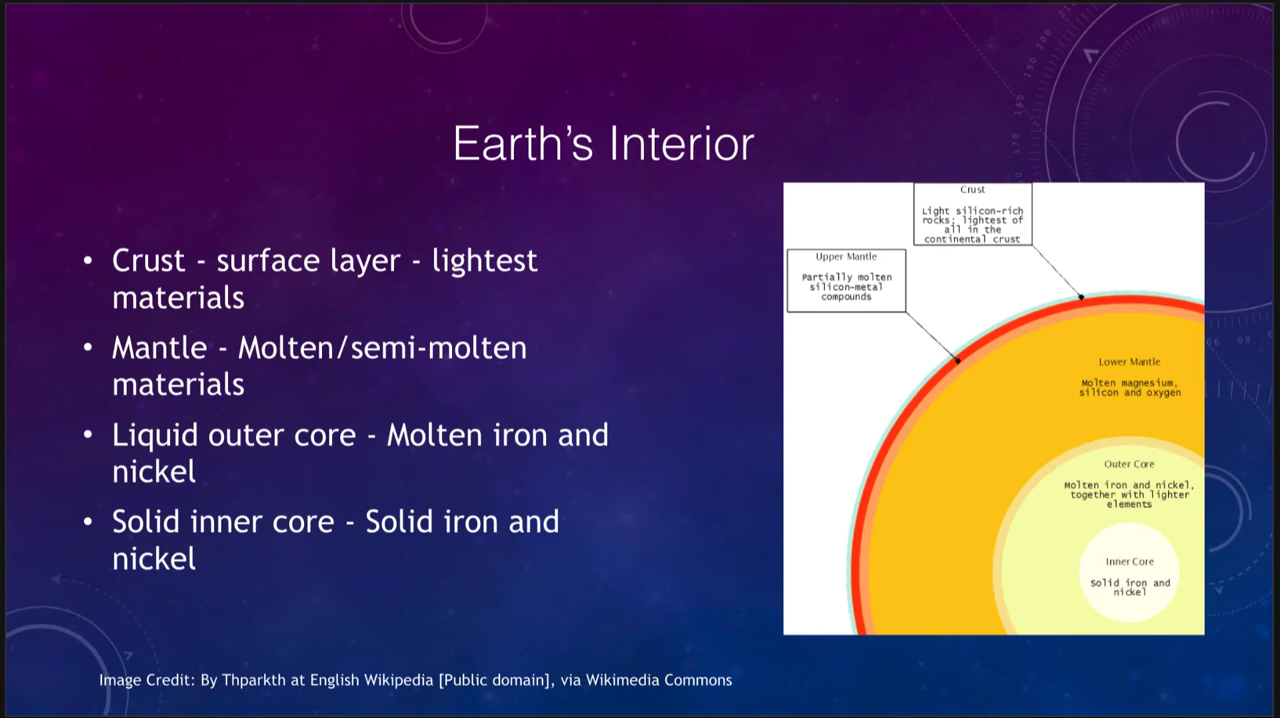 Earth's Interior
• Crust - surface layer - lightest
materials
• Mantle - Molten/semi-molten
materials
• Liquid outer core - Molten iron and
nickel
• Solid inner core - Solid iron and
nickel
Crust
Light silicon-rich
rocks; lightest of
all in the
continental crust
Upper Mantle
Partially molten
silicon-metal
compounds
Lower Mantle
Molten magnesium,
silicon and oxygen
Outer Core
Molten iron and nickel,
together with lighter
elements
Inner Core
Solid iron and
nickel
Image Credit: By Thparkth at English Wikipedia [Public domain], via Wikimedia Commons